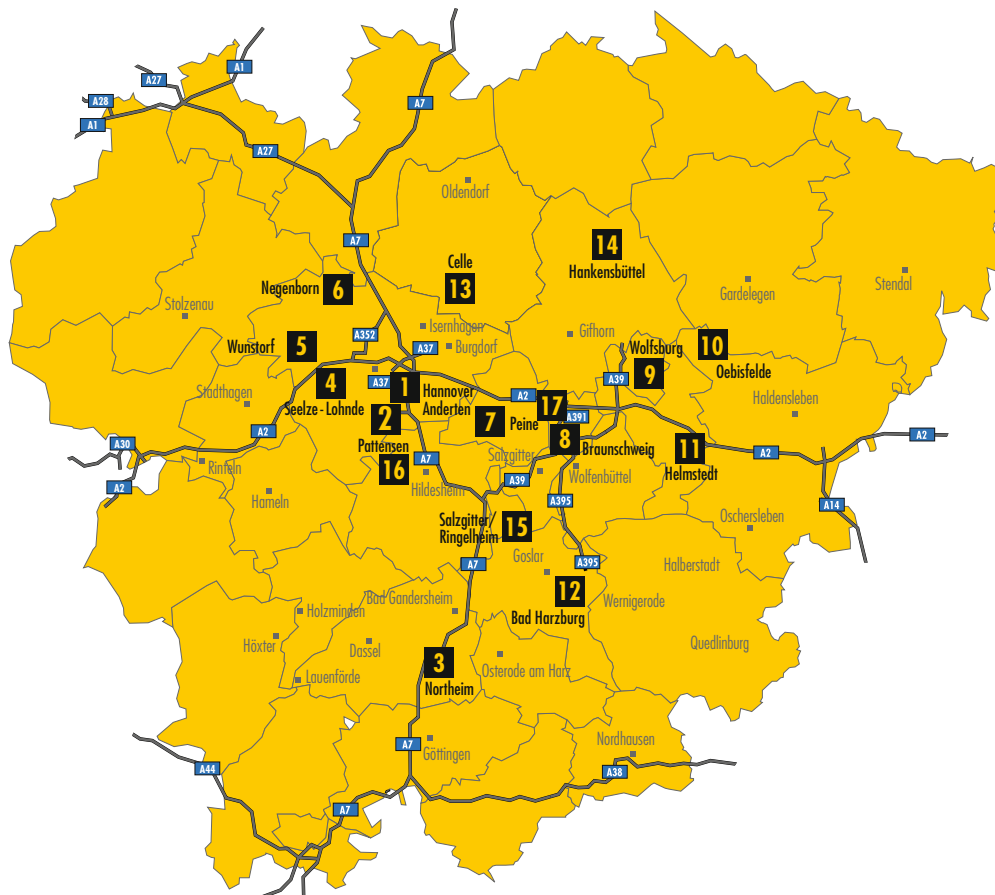 A1
A27
A28
A1
A7
A27
Oldendorf
A7
14
Hankensbüttel
Celle
13
Negenborn
6
Gardelegen
Stendal
Stolzenau
A352
Isernhagen
Burgdorf
A37
Gifhorn
Wunstorf
5
Wolfsburg
9
10
Oebisfelde
A39
4
Seelze - Lohnde
A37
1
Hannover
Anderten
A2
17
Stadthagen
Haldensleben
2
Pattensen
7
Peine
A391
8
Braunschweig
11
Helmstedt
A2
A2
A2
A30
A2
Rinteln
16
A7
Hildesheim
Salzgitter
A39
Wolfenbüttel
Hameln
A395
A14
Oschersleben
Salzgitter/
Ringelheim
15
Goslar
A7
A395
Halberstadt
12
Bad Harzburg
Wernigerode
Bad Gandersheim
Holzminden
Höxter
Dassel
Quedlinburg
3
Northeim
Osterode am Harz
Lauenförde
A7
Göttingen
Nordhausen
A44
A38
A7